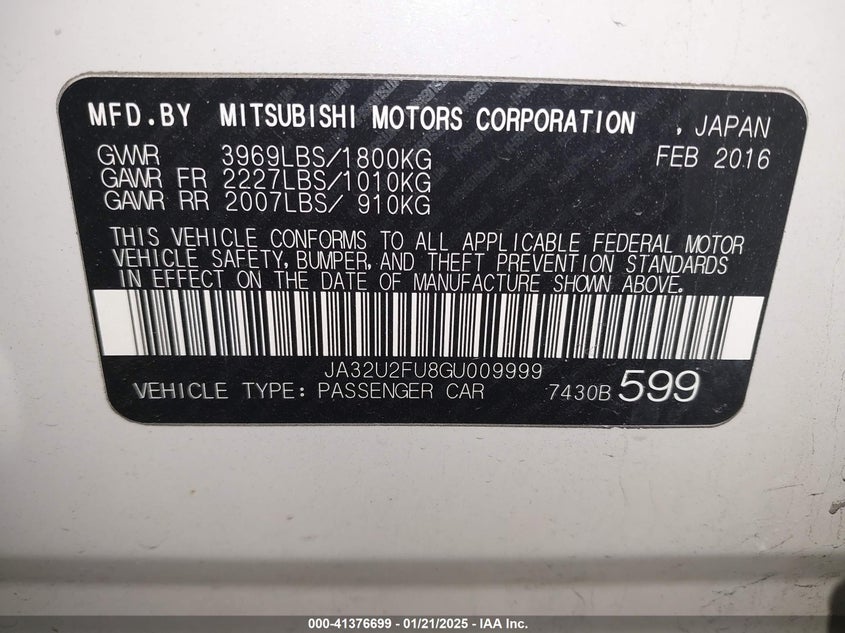 MFD.BY MITSUBISHI MOTORS CORPORATION , JAPAN
GVWR 3969LBS/1800KG FEB 2016
GAWR FR 2227LBS/1010KG
GAWR RR 2007LBS/ 910KG
THIS VEHICLE CONFORMS TO ALL APPLICABLE FEDERAL MOTOR
VEHICLE SAFETY, BUMPER, AND THEFT PREVENTION STANDARDS
IN EFFECT ON THE DATE OF MANUFACTURE SHOWN ABOVE.
JA32U2FU8GU009999
VEHICLE TYPE: PASSENGER CAR 7430B 599
000-41376699 - 01/21/2025 - IAA Inc.